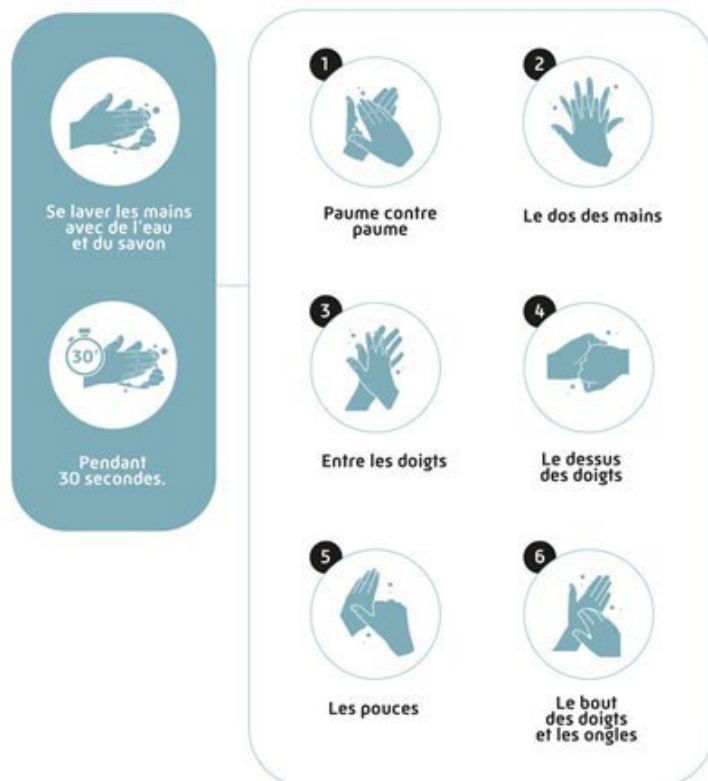 Se laver les mains
avec de l'eau
et du savon
30"
Pendant
30 secondes.
1
Paume contre
paume
2
Le dos des mains
3
Entre les doigts
4
Le dessus
des doigts
5
Les pouces
6
Le bout
des doigts
et les ongles